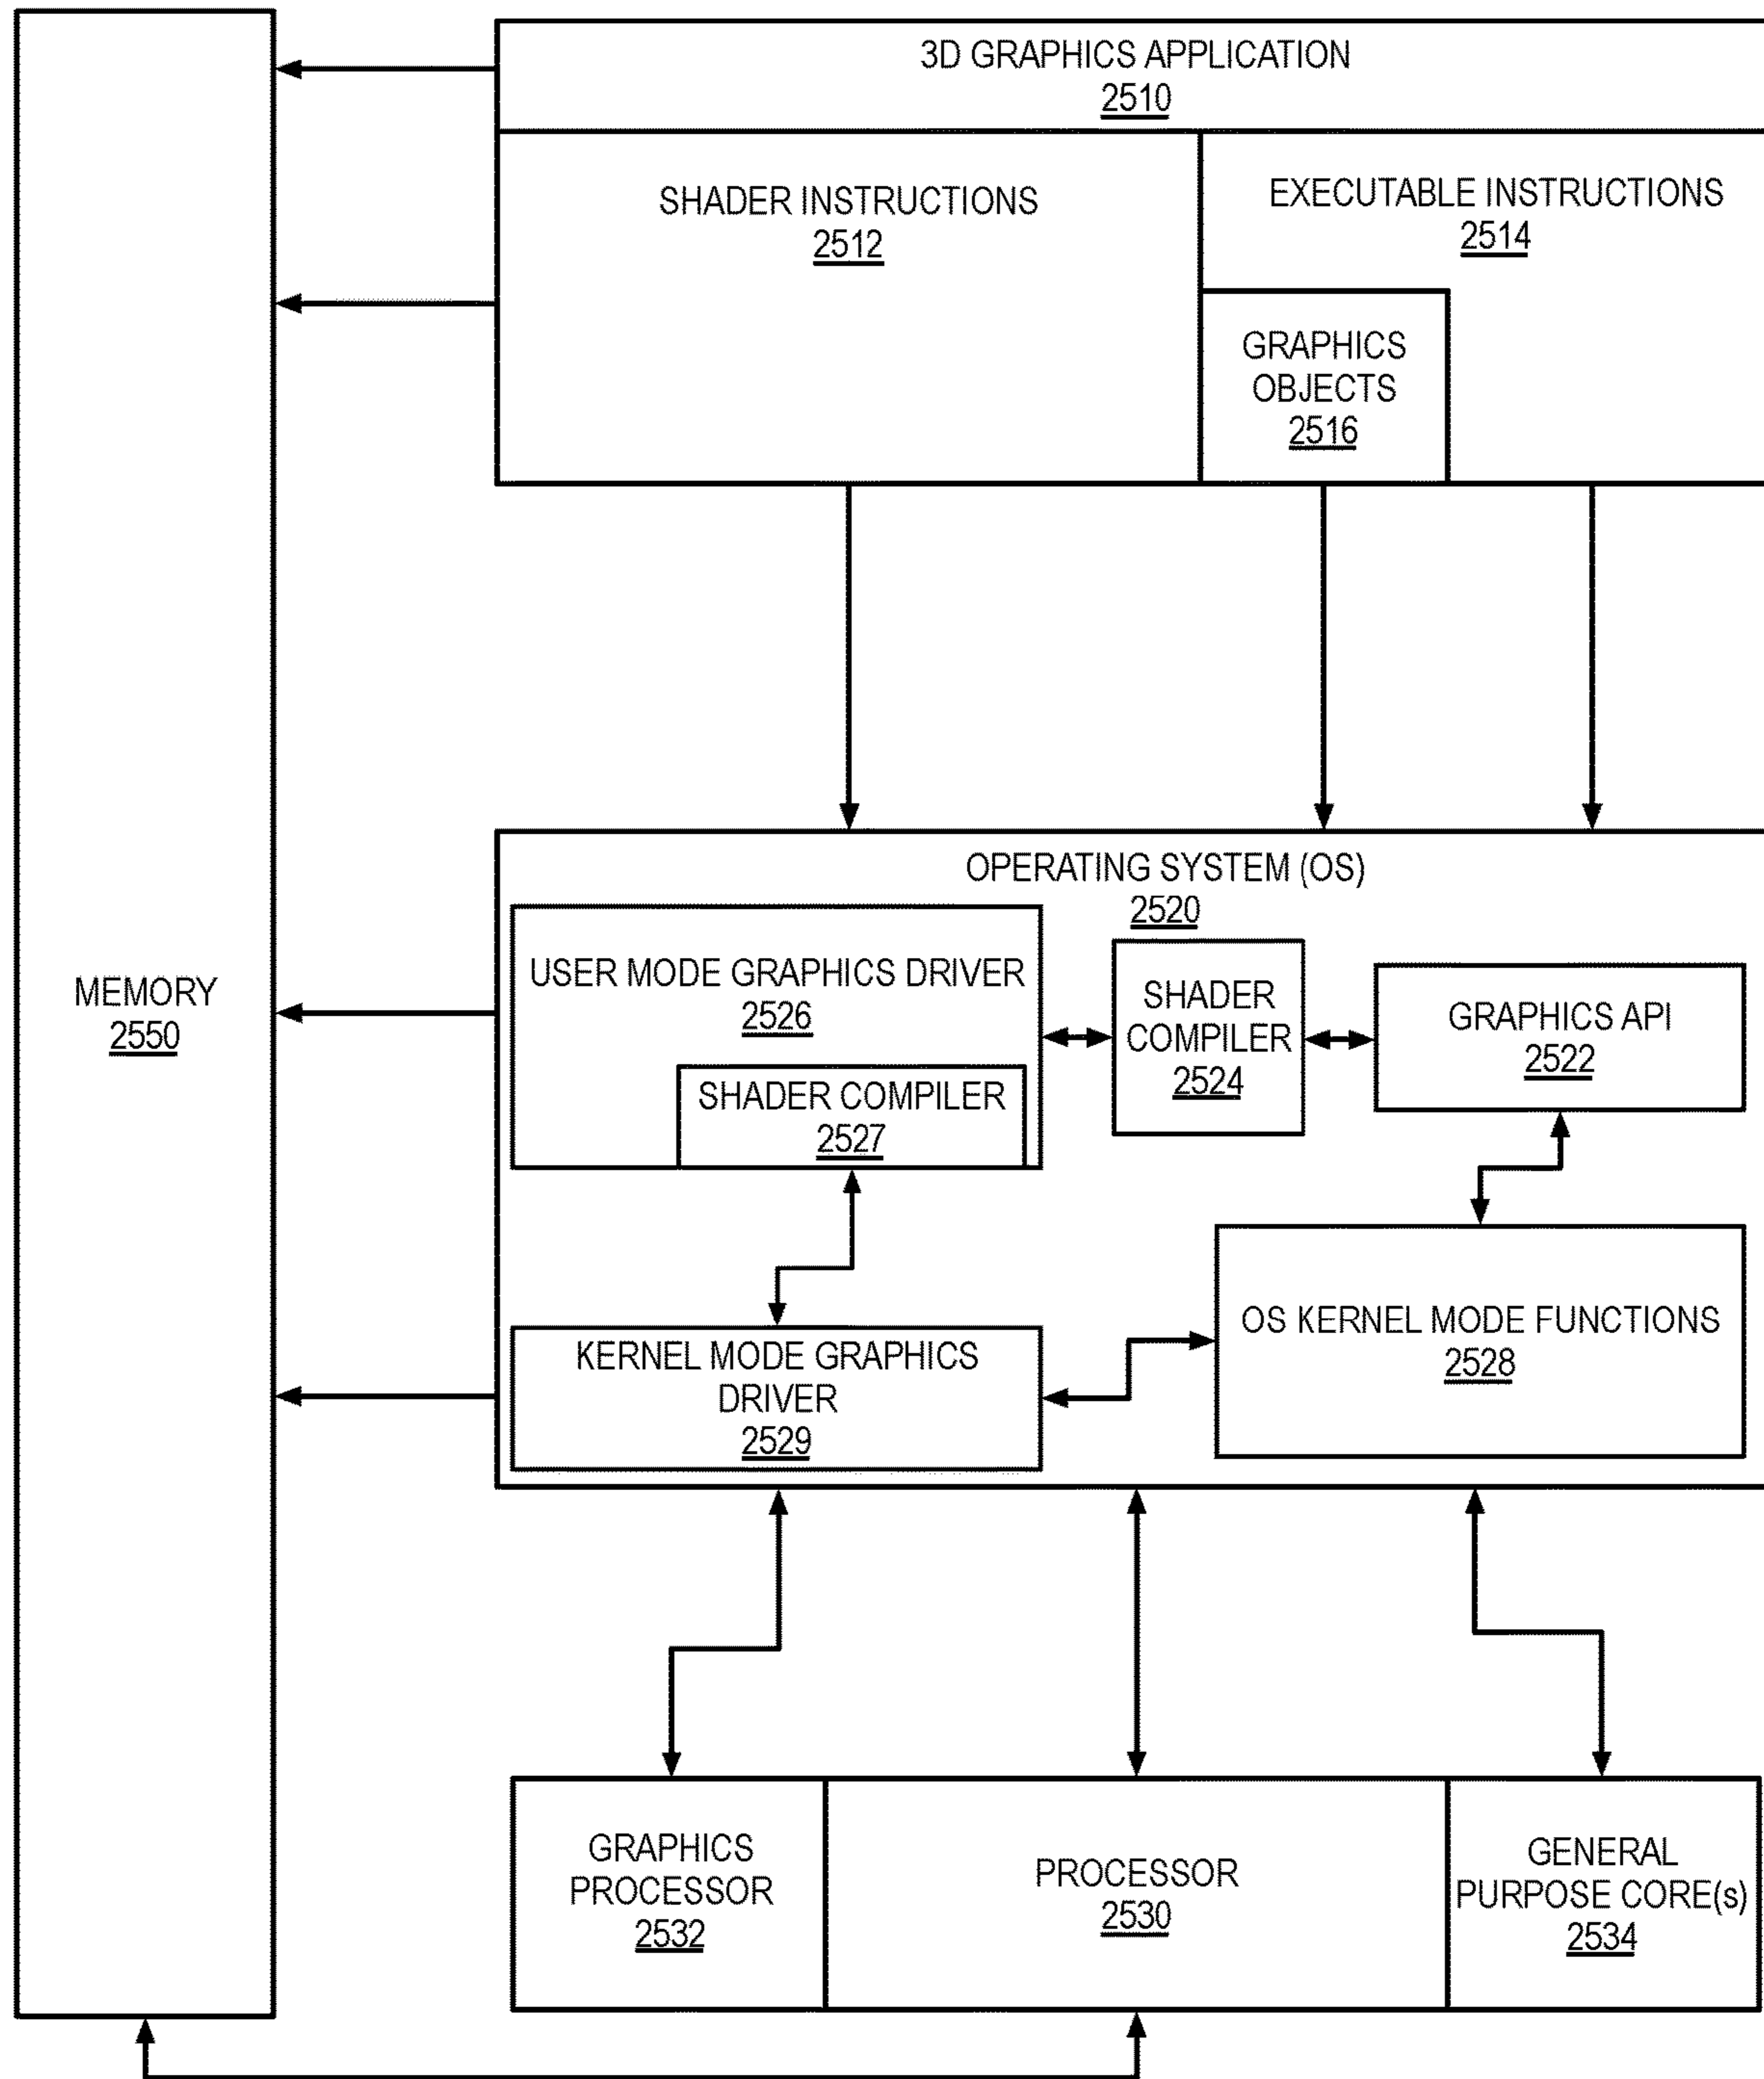 3D GRAPHICS APPLICATION
2510
SHADER INSTRUCTIONS
2512
EXECUTABLE INSTRUCTIONS
2514
GRAPHICS
OBJECTS
2516
MEMORY
2550
OPERATING SYSTEM (OS)
2520
USER MODE GRAPHICS DRIVER
2526
SHADER COMPILER
2527
SHADER
COMPILER
2524
GRAPHICS API
2522
KERNEL MODE GRAPHICS
DRIVER
2529
OS KERNEL MODE FUNCTIONS
2528
GRAPHICS
PROCESSOR
2532
PROCESSOR
2530
GENERAL
PURPOSE CORE(s)
2534